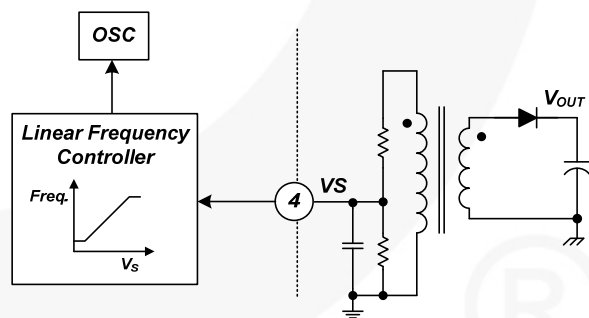 OSC
Linear Frequency
Controller
Freq.
VS
4
VS
VOUT
®